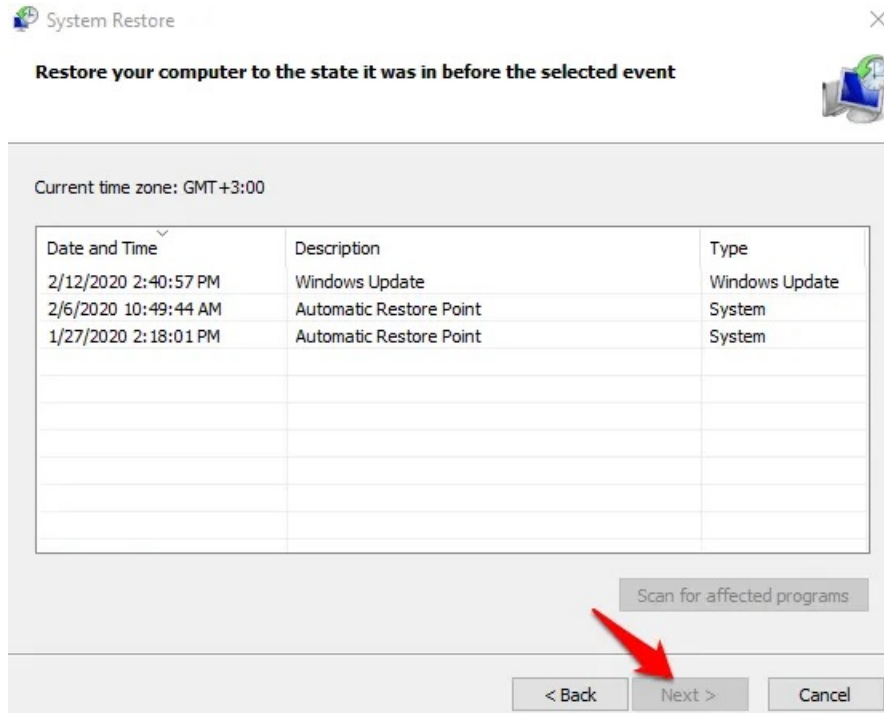 System Restore
Restore your computer to the state it was in before the selected event
Current time zone: GMT+3:00
Date and Time Description Type
2/12/2020 2:40:57 PM Windows Update Windows Update
2/6/2020 10:49:44 AM Automatic Restore Point System
1/27/2020 2:18:01 PM Automatic Restore Point System
Scan for affected programs
< Back Next > Cancel